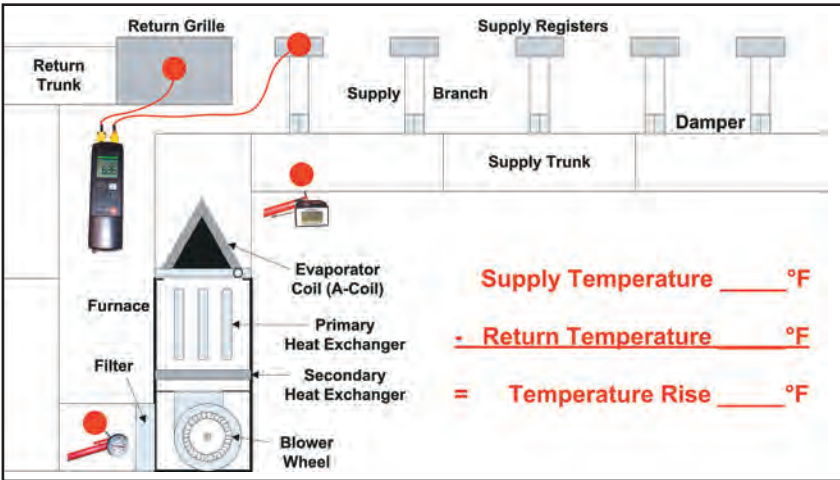 Return Grille
Supply Registers
Return
Trunk
Supply
Branch
Damper
Supply Trunk
Evaporator
Coil (A-Coil)
Furnace
Primary
Heat Exchanger
Filter
Secondary
Heat Exchanger
Blower
Wheel
Supply Temperature _____°F
- Return Temperature _____°F
= Temperature Rise _____°F